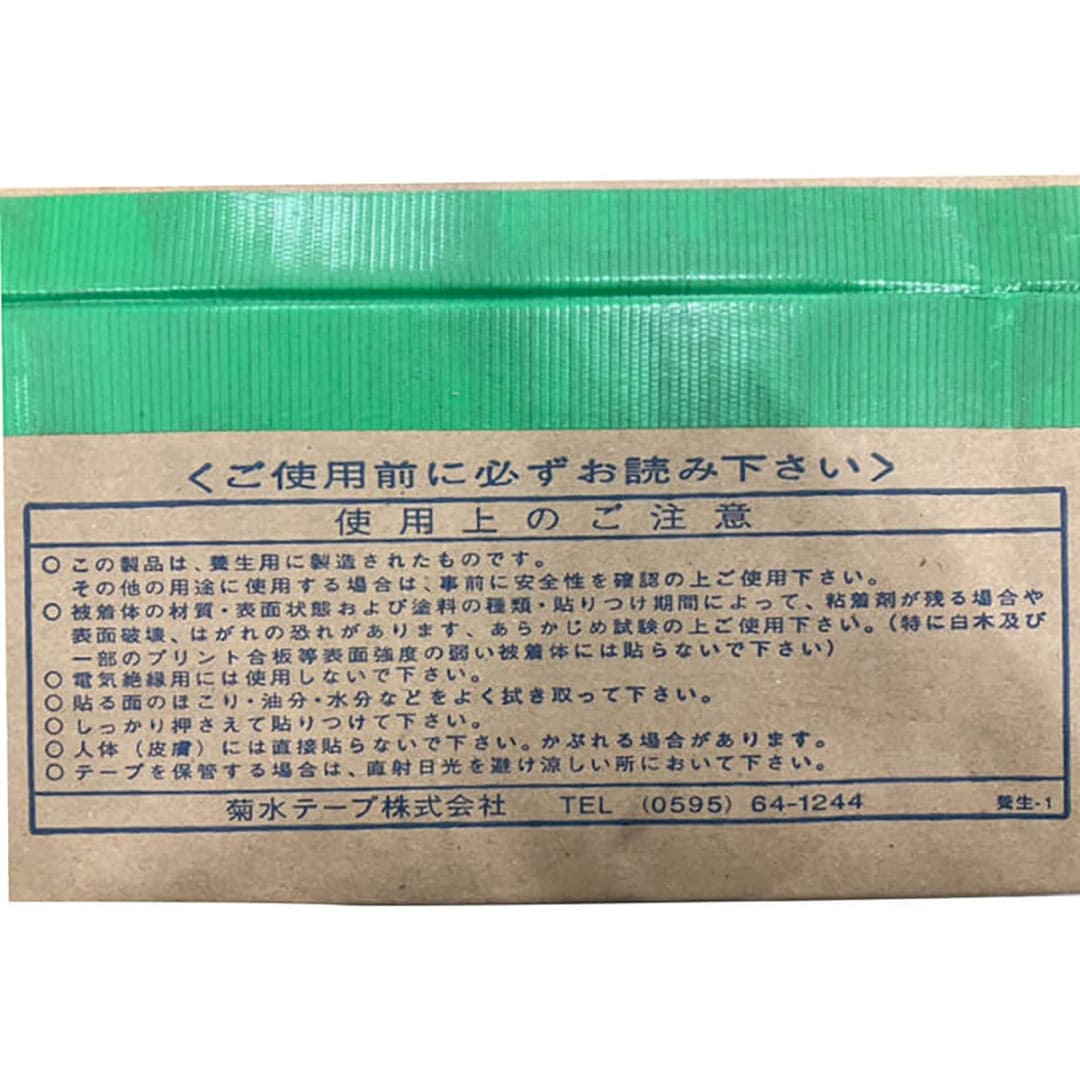 <ご使用前に必ずお読み下さい>
使用上のご注意
○この製品は、養生用に製造されたものです。
その他の用途に使用する場合は、事前に安全性を確認の上ご使用下さい。
○被着体の材質・表面状態および塗料の種類・貼りつけ期間によって、粘着剤が残る場合や
表面破壊、はがれの恐れがあります、あらかじめ試験の上ご使用下さい。(特に白木及び
一部のプリント合板等表面強度の弱い被着体には貼らないで下さい)
○電気絶縁用には使用しないで下さい。
○貼る面のほこり・油分・水分などをよく拭き取って下さい。
○しっかり押さえて貼りつけて下さい。
○人体(皮膚)には直接貼らないで下さい。かぶれる場合があります。
○テープを保管する場合は、直射日光を避け涼しい所において下さい。
菊水テープ株式会社 TEL (0595) 64-1244 養生-1